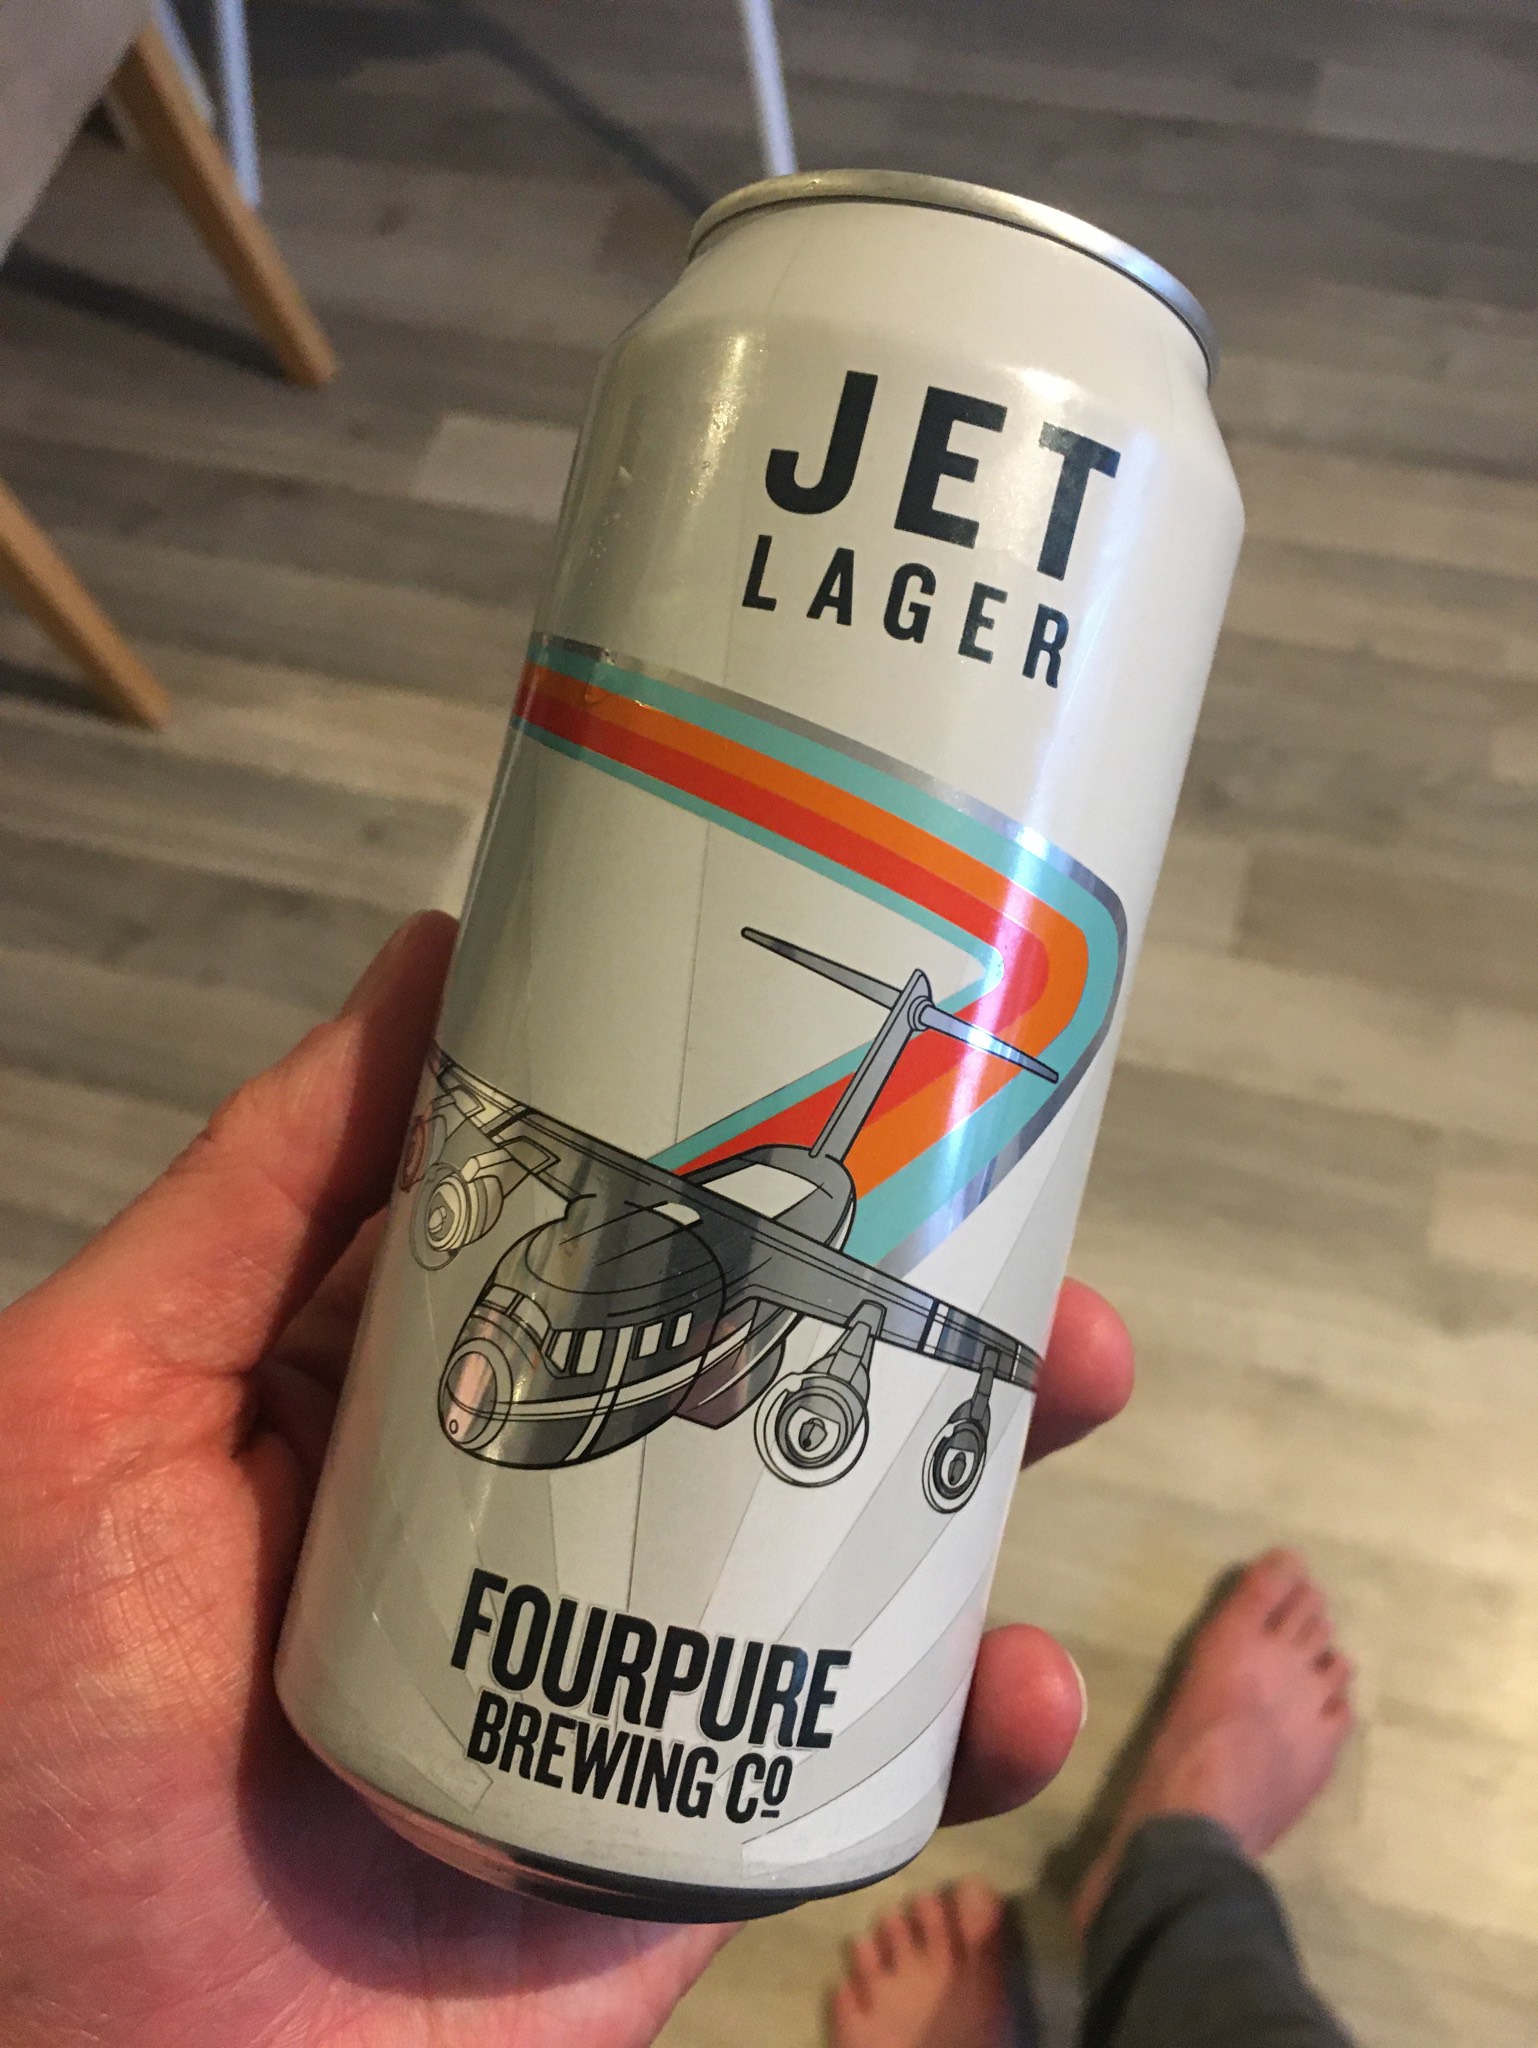 JET
LAGER
FOURPURE
BREWING Cº